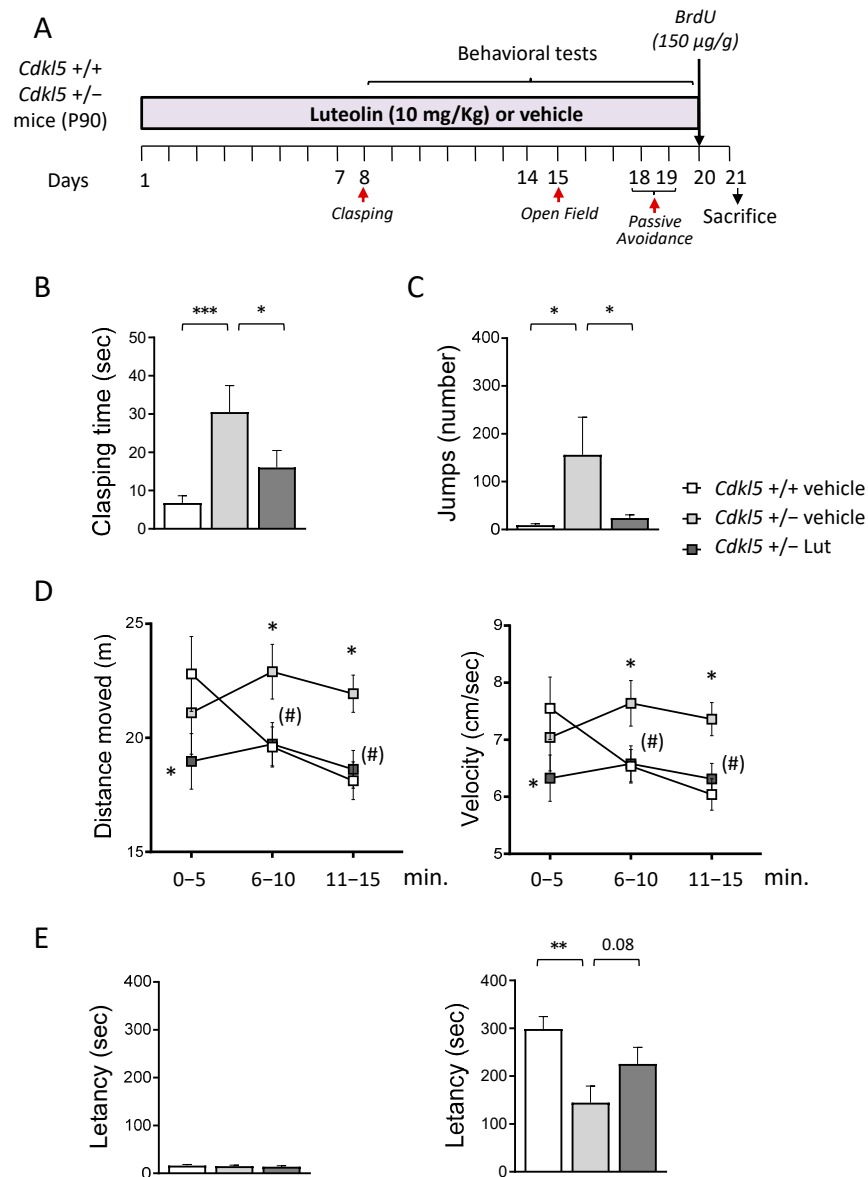 A
BrdU
(150 µg/g)
Behavioral tests
Cdkl5 +/+
Cdkl5 +/−
mice (P90)
Luteolin (10 mg/Kg) or vehicle
Days
1
7
8
14
15
18
19
20
21
Clasping
Open Field
Passive
Avoidance
Sacrifice
B
***
*
Clasping time (sec)
50
40
30
20
10
0
C
*
*
Jumps (number)
400
300
200
100
0
Cdkl5 +/+ vehicle
Cdkl5 +/− vehicle
Cdkl5 +/− Lut
D
Distance moved (m)
25
20
15
*
*
*
(#)
(#)
0−5
6−10
11−15
min.
Velocity (cm/sec)
9
8
7
6
5
*
*
*
(#)
(#)
0−5
6−10
11−15
min.
E
Letancy (sec)
400
300
200
100
0
**
0.08
Letancy (sec)
400
300
200
100
0